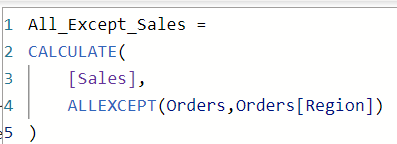 1 All_Except_Sales =
2 CALCULATE(
3 [Sales],
4 ALLEXCEPT(Orders,Orders[Region])
5 )